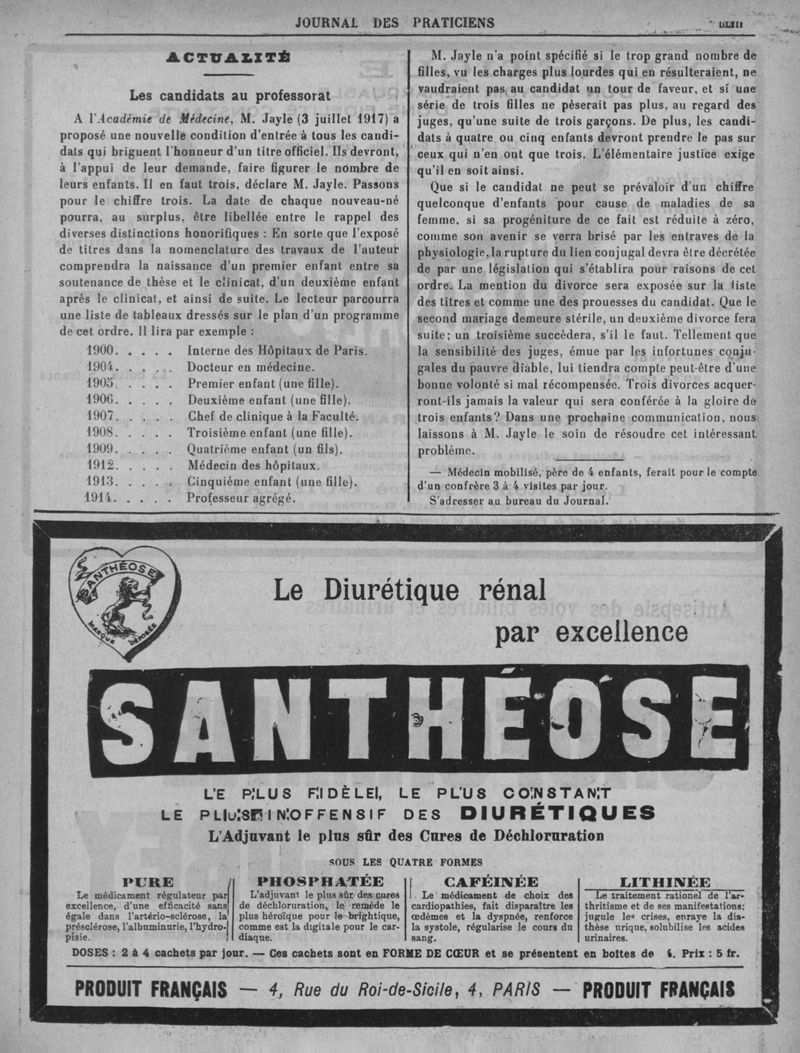 JOURNAL DES PRATICIENS
ACTUALITÉ
Les candidats au professorat
A l'Académie de Médecine, M. Jayle (3 juillet 1917) a
proposé une nouvelle condition d'entrée à tous les candi-
dats qui briguent l'honneur d'un titre officiel. Ils devront,
à l'appui de leur demande, faire figurer le nombre de
leurs enfants. Il en faut trois, déclare M. Jayle. Passons
pour le chiffre trois. La date de chaque nouveau-né
pourra, au surplus, être libellée entre le rappel des
diverses distinctions honorifiques : En sorte que l'exposé
de titres dans la nomenclature des travaux de l'auteur
comprendra la naissance d'un premier enfant entre sa
soutenance de thèse et le clinicat, d'un deuxième enfant
après le clinicat, et ainsi de suite. Le lecteur parcourra
une liste de tableaux dressés sur le plan d'un programme
de cet ordre. Il lira par exemple :
1900. . . . . Interne des Hôpitaux de Paris.
1904. . . . . Docteur en médecine.
1905. . . . . Premier enfant (une fille).
1906. . . . . Deuxième enfant (une fille).
1907. . . . . Chef de clinique à la Faculté.
1908. . . . . Troisième enfant (une fille).
1909. . . . . Quatrième enfant (un fils).
1912. . . . . Médecin des hôpitaux.
1913. . . . . Cinquième enfant (une fille).
1914. . . . . Professeur agrégé.
M. Jayle n'a point spécifié si le trop grand nombre de
filles, vu les charges plus lourdes qui en résulteraient, ne
vaudraient pas au candidat un tour de faveur, et si une
série de trois filles ne pèserait pas plus, au regard des
juges, qu'une suite de trois garçons. De plus, les candi-
dats à quatre ou cinq enfants devront prendre le pas sur
ceux qui n'en ont que trois. L'élémentaire justice exige
qu'il en soit ainsi.
Que si le candidat ne peut se prévaloir d'un chiffre
quelconque d'enfants pour cause de maladies de sa
femme, si sa progéniture de ce fait est réduite à zéro,
comme son avenir se verra brisé par les entraves de la
physiologie, la rupture du lien conjugal devra être décrétée
de par une législation qui s'établira pour raisons de cet
ordre. La mention du divorce sera exposée sur la liste
des titres et comme une des prouesses du candidat. Que le
second mariage demeure stérile, un deuxième divorce fera
suite; un troisième succèdera, s'il le faut. Tellement que
la sensibilité des juges, émue par les infortunes conju-
gales du pauvre diable, lui tiendra compte peut-être d'une
bonne volonté si mal récompensée. Trois divorces acquer-
ront-ils jamais la valeur qui sera conférée à la gloire de
trois enfants? Dans une prochaine communication, nous
laissons à M. Jayle le soin de résoudre cet intéressant
problème.
— Médecin mobilisé, père de 4 enfants, ferait pour le compte
d'un confrère 3 à 4 visites par jour.
S'adresser au bureau du Journal.
SANTHÉOSE
MARQUE DÉPOSÉE
Le Diurétique rénal
par excellence
SANTHÉOSE
LE PLUS FIDÈLE, LE PLUS CONSTANT
LE PLUS INOFFENSIF DES DIURÉTIQUES
L'Adjuvant le plus sûr des Cures de Déchloruration
SOUS LES QUATRE FORMES
PURE
Le médicament régulateur par
excellence, d'une efficacité sans
égale dans l'artério-sclérose, la
présclérose, l'albuminurie, l'hydro-
pisie.
PHOSPHATÉE
L'adjuvant le plus sûr des cures
de déchloruration, le remède le
plus héroïque pour le brightique,
comme est la digitale pour le car-
diaque.
CAFÉINÉE
Le médicament de choix des
cardiopathies, fait disparaître les
œdèmes et la dyspnée, renforce
la systole, régularise le cours du
sang.
LITHINÉE
Le traitement rationel de l'ar-
thritisme et de ses manifestations;
jugule les crises, enraye la dia-
thèse urique, solubilise les acides
urinaires.
DOSES : 2 à 4 cachets par jour. — Ces cachets sont en FORME DE CŒUR et se présentent en boîtes de Prix : 5 fr.
PRODUIT FRANÇAIS — 4, Rue du Roi-de-Sicile, 4, PARIS — PRODUIT FRANÇAIS